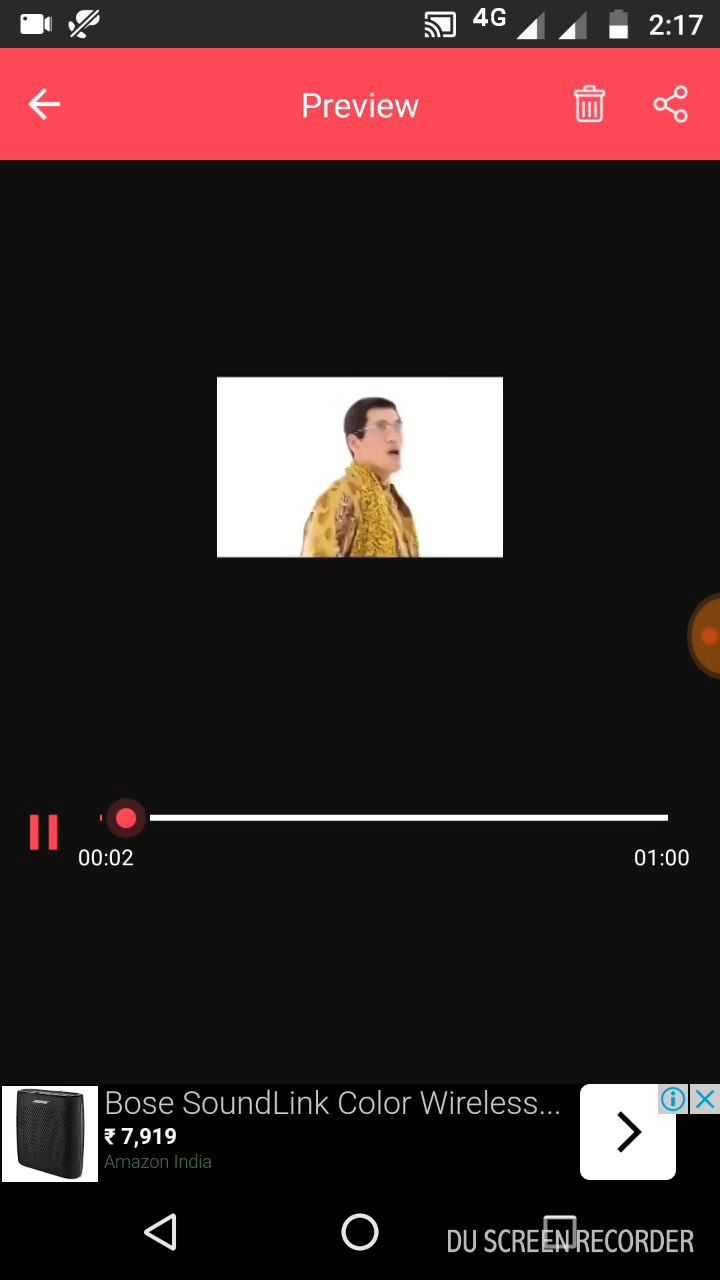 4G 2:17
Preview
00:02 01:00
Bose SoundLink Color Wireless...
₹ 7,919
Amazon India
DU SCREEN RECORDER